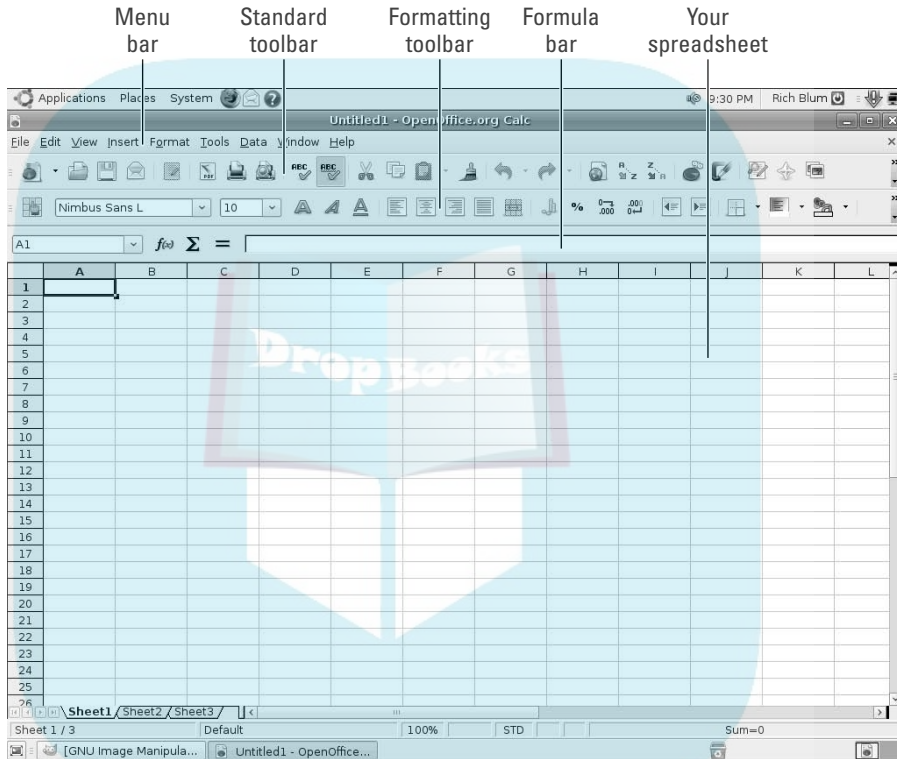 Menu bar
Standard toolbar
Formatting toolbar
Formula bar
Your spreadsheet
Applications Places System
9:30 PM Rich Blum
Untitled1 - OpenOffice.org Calc
File Edit View Insert Format Tools Data Window Help
ABC ABC
Nimbus Sans L 10 %
A1 f(x) Σ =
A B C D E F G H I J K L
1
2
3
4
5
6
7
8
9
10
11
12
13
14
15
16
17
18
19
20
21
22
23
24
25
26
DropBooks
Sheet1 Sheet2 Sheet3
Sheet 1 / 3 Default 100% STD Sum=0
[GNU Image Manipula... Untitled1 - OpenOffice...